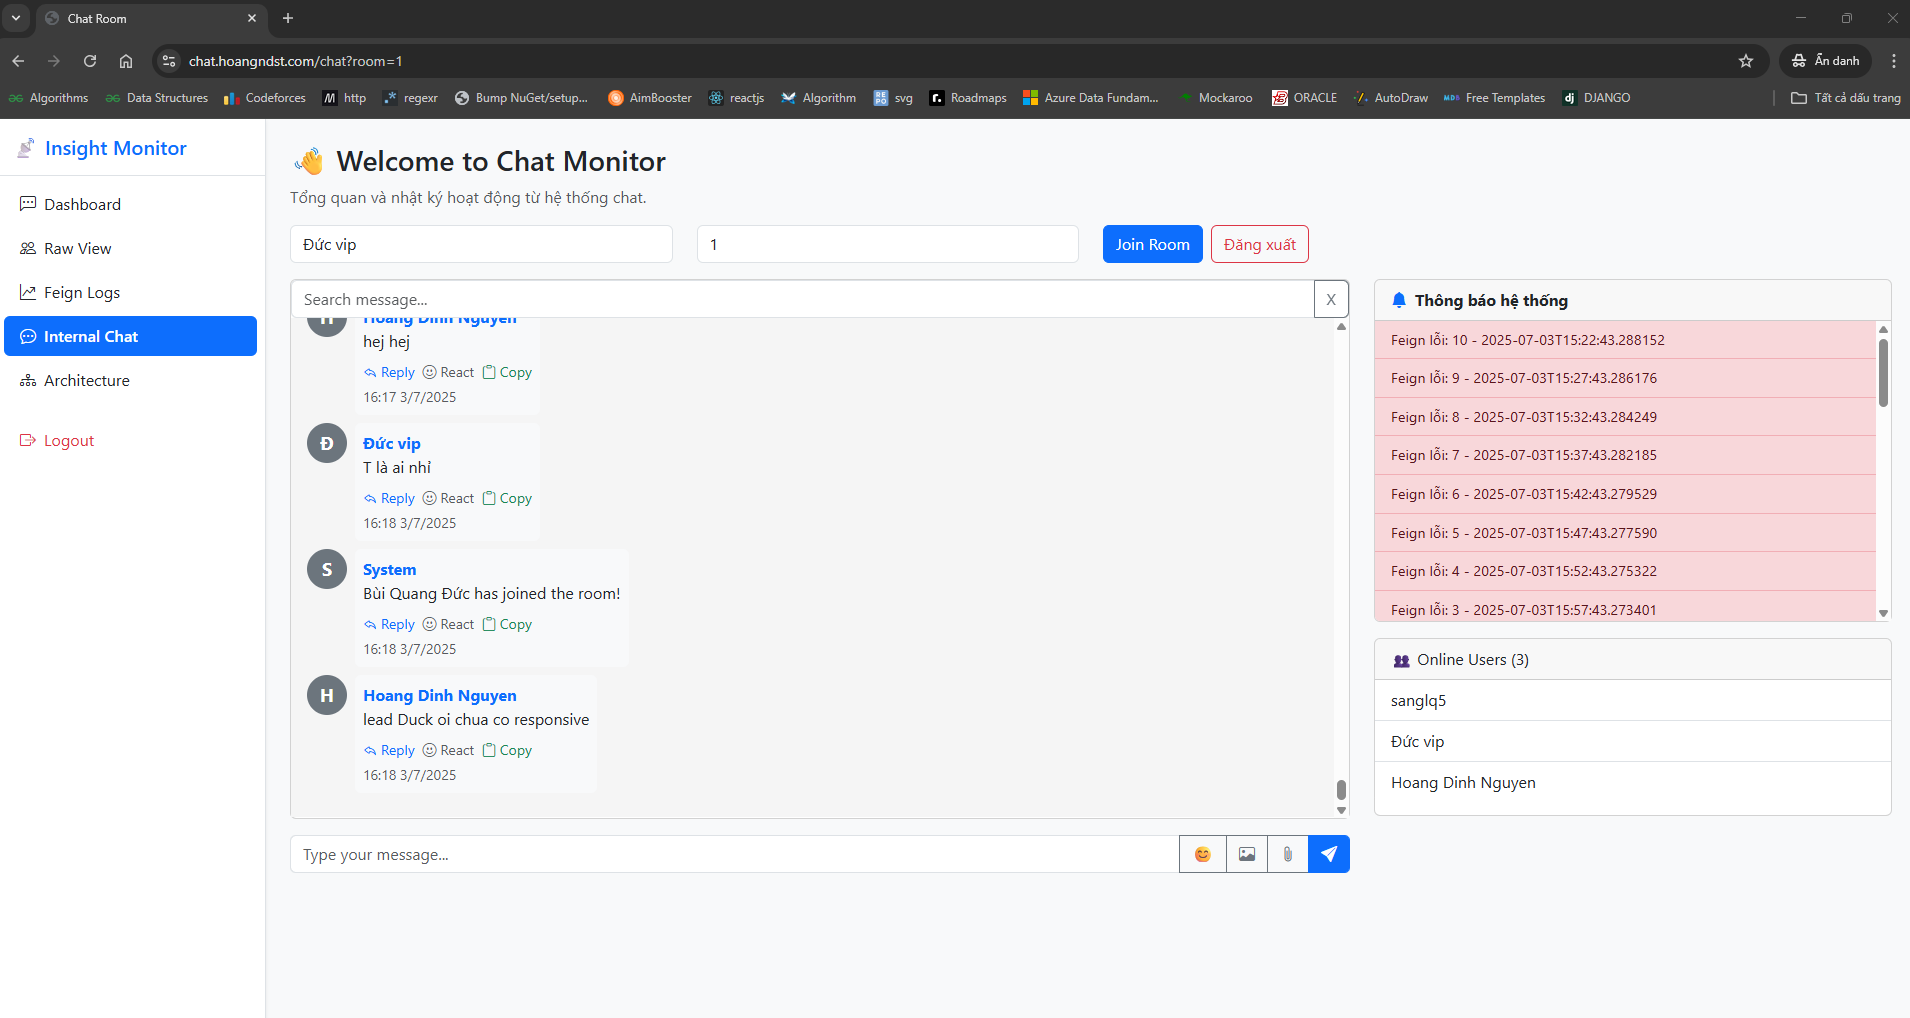 Chat Room
chat.hoangndst.com/chat?room=1
Ẩn danh
Algorithms
Data Structures
Codeforces
M http
.* regexr
Bump NuGet/setup...
AimBooster
reactjs
Algorithm
REPO svg
r. Roadmaps
Azure Data Fundam...
Mockaroo
ORACLE
AutoDraw
Free Templates
dj DJANGO
Tất cả dấu trang
Insight Monitor
Dashboard
Raw View
Feign Logs
Internal Chat
Architecture
Logout
Welcome to Chat Monitor
Tổng quan và nhật ký hoạt động từ hệ thống chat.
Đức vip
1
Join Room
Đăng xuất
Search message...
X
H Hoang Dinh Nguyen
hej hej
Reply React Copy
16:17 3/7/2025
Đ Đức vip
T là ai nhỉ
Reply React Copy
16:18 3/7/2025
S System
Bùi Quang Đức has joined the room!
Reply React Copy
16:18 3/7/2025
H Hoang Dinh Nguyen
lead Duck oi chua co responsive
Reply React Copy
16:18 3/7/2025
Type your message...
Thông báo hệ thống
Feign lỗi: 10 - 2025-07-03T15:22:43.288152
Feign lỗi: 9 - 2025-07-03T15:27:43.286176
Feign lỗi: 8 - 2025-07-03T15:32:43.284249
Feign lỗi: 7 - 2025-07-03T15:37:43.282185
Feign lỗi: 6 - 2025-07-03T15:42:43.279529
Feign lỗi: 5 - 2025-07-03T15:47:43.277590
Feign lỗi: 4 - 2025-07-03T15:52:43.275322
Feign lỗi: 3 - 2025-07-03T15:57:43.273401
Online Users (3)
sanglq5
Đức vip
Hoang Dinh Nguyen